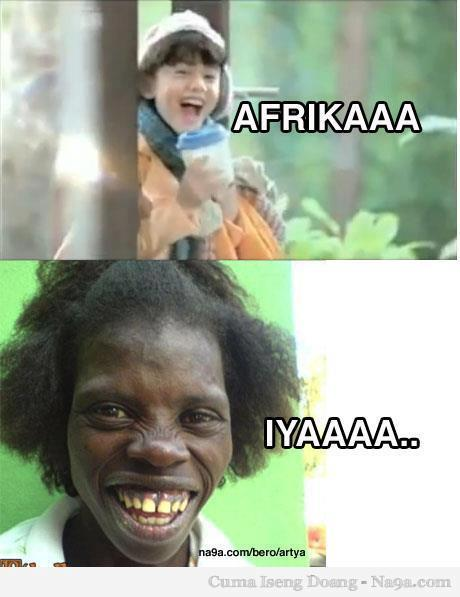 AFRIKAAA
IYAAAA..
na9a.com/bero/artya
Cuma Iseng Doang - Na9a.com